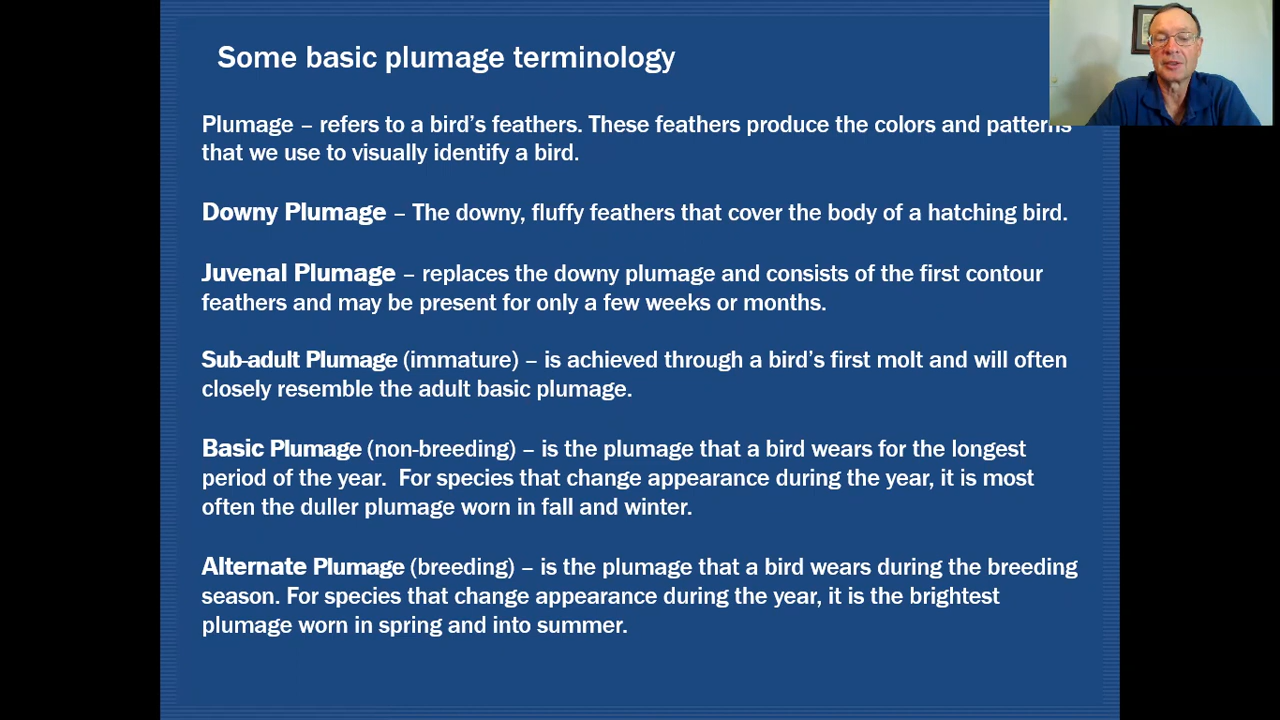 Some basic plumage terminology
Plumage – refers to a bird's feathers. These feathers produce the colors and patterns
that we use to visually identify a bird.
Downy Plumage – The downy, fluffy feathers that cover the body of a hatching bird.
Juvenal Plumage – replaces the downy plumage and consists of the first contour
feathers and may be present for only a few weeks or months.
Sub-adult Plumage (immature) – is achieved through a bird's first molt and will often
closely resemble the adult basic plumage.
Basic Plumage (non-breeding) – is the plumage that a bird wears for the longest
period of the year.  For species that change appearance during the year, it is most
often the duller plumage worn in fall and winter.
Alternate Plumage (breeding) – is the plumage that a bird wears during the breeding
season. For species that change appearance during the year, it is the brightest
plumage worn in spring and into summer.